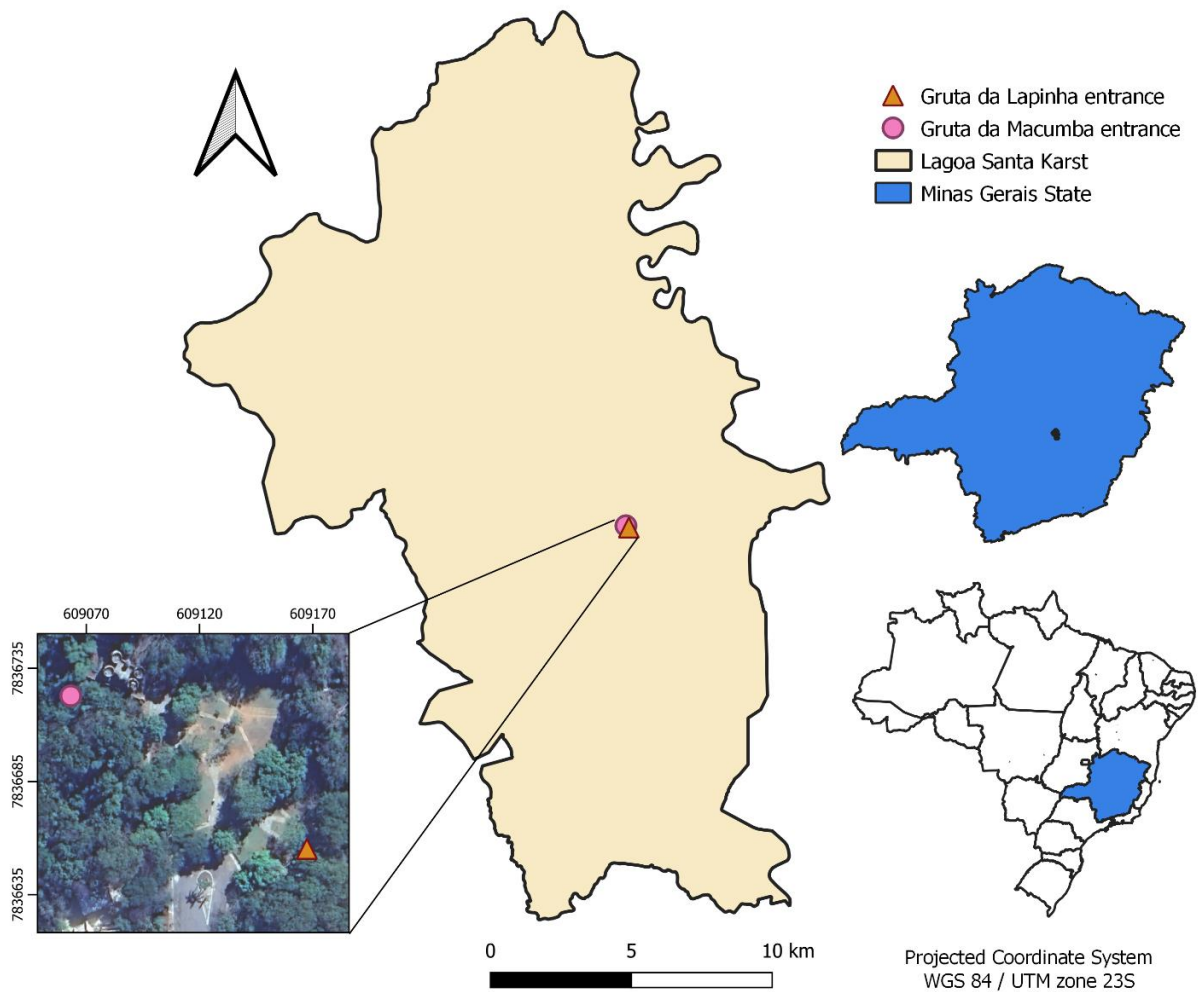 Gruta da Lapinha entrance
Gruta da Macumba entrance
Lagoa Santa Karst
Minas Gerais State
609070 609120 609170
7836735
7836685
7836635
0 5 10 km
Projected Coordinate System
WGS 84 / UTM zone 23S